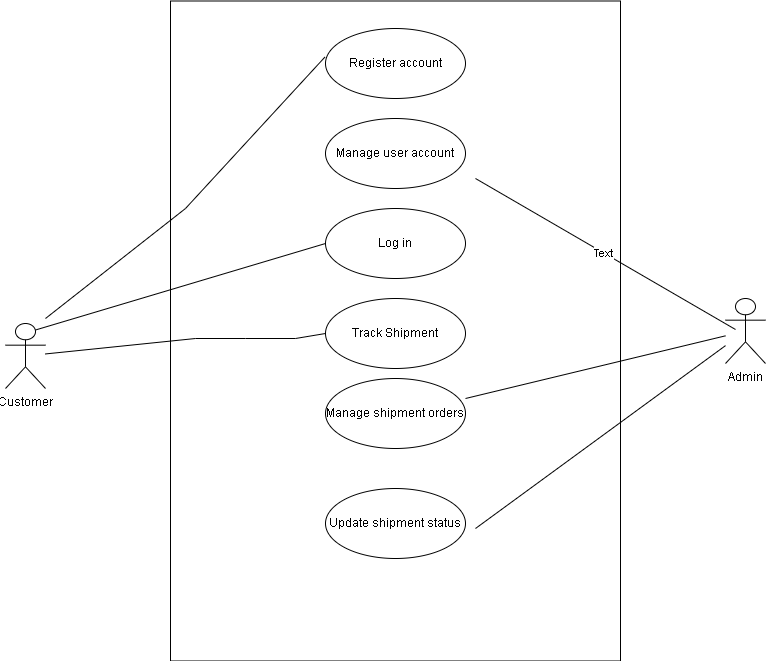 Register account
Manage user account
Log in
Text
Track Shipment
Customer
Admin
Manage shipment orders
Update shipment status